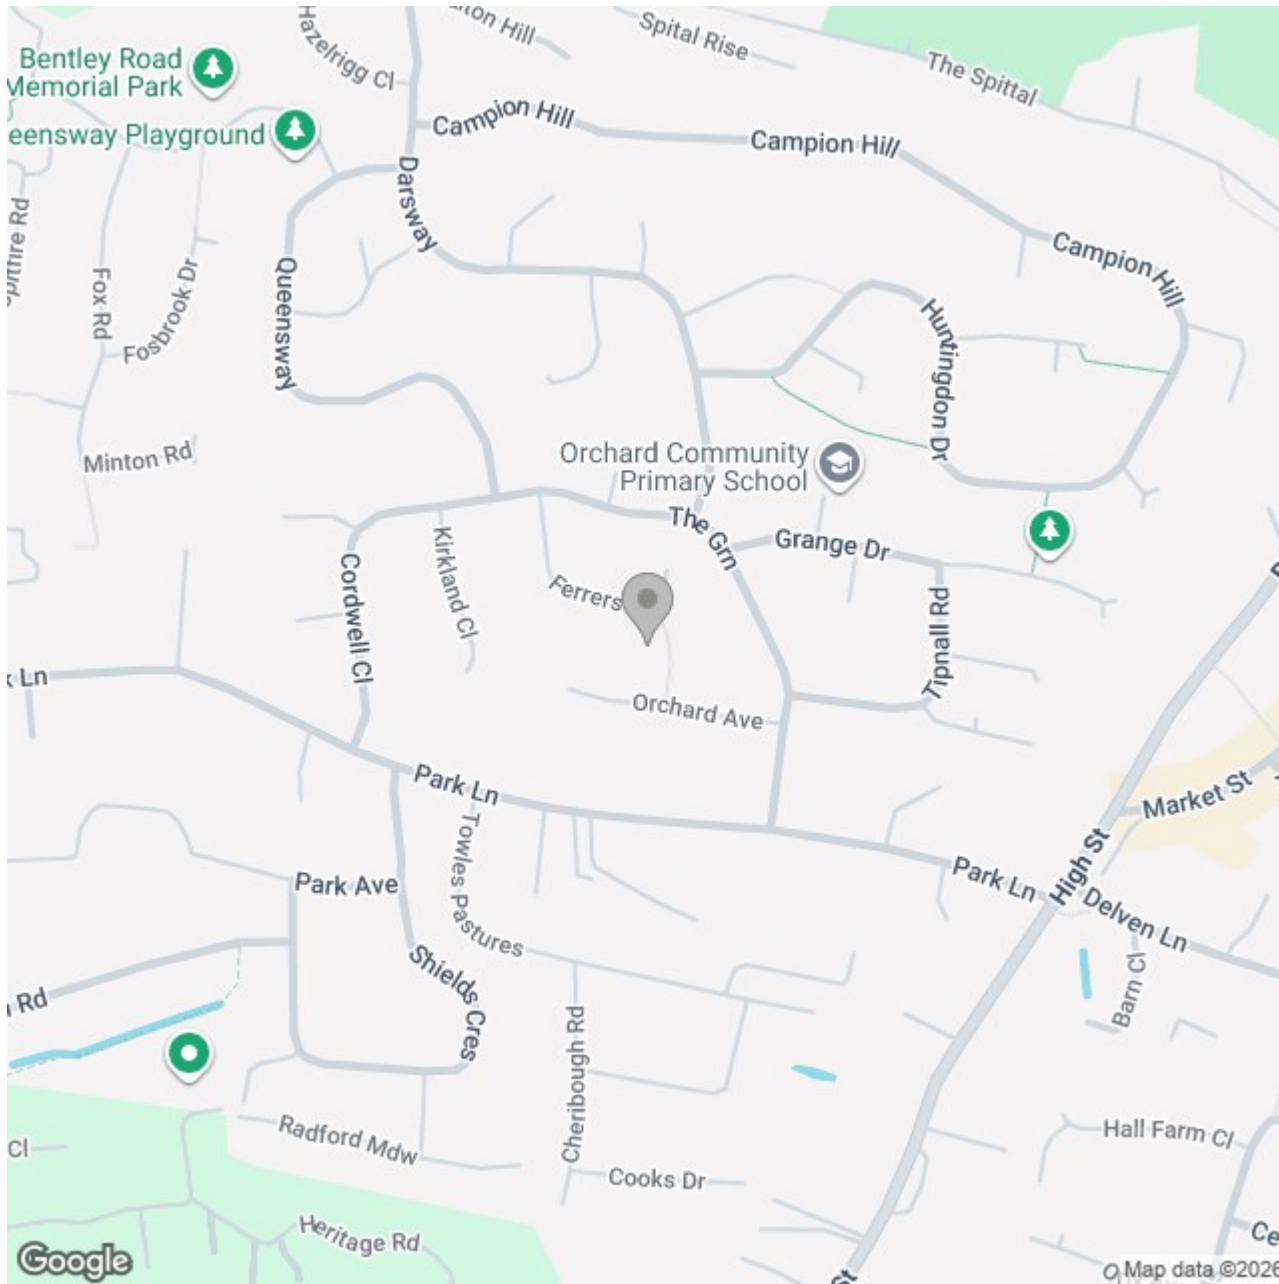 Hazelrigg Cl
Spital Rise
The Spittal
Bentley Road
Memorial Park
Queensway Playground
Campion Hill
Campion Hill
Campion Hill
Darsway
Queensway
Fox Rd
Fosbrook Dr
Minton Rd
Huntingdon Dr
Orchard Community
Primary School
The Grn
Grange Dr
Kirkland Cl
Cordwell Cl
Ferrers
Tipnall Rd
Orchard Ave
k Ln
Park Ln
Market St
High St
Park Ln
Delven Ln
Towles Pastures
Park Ave
Shields Cres
Barn Cl
Rd
Cheribough Rd
Radford Mdw
Hall Farm Cl
Cl
Cooks Dr
Heritage Rd
Google
Map data ©2026